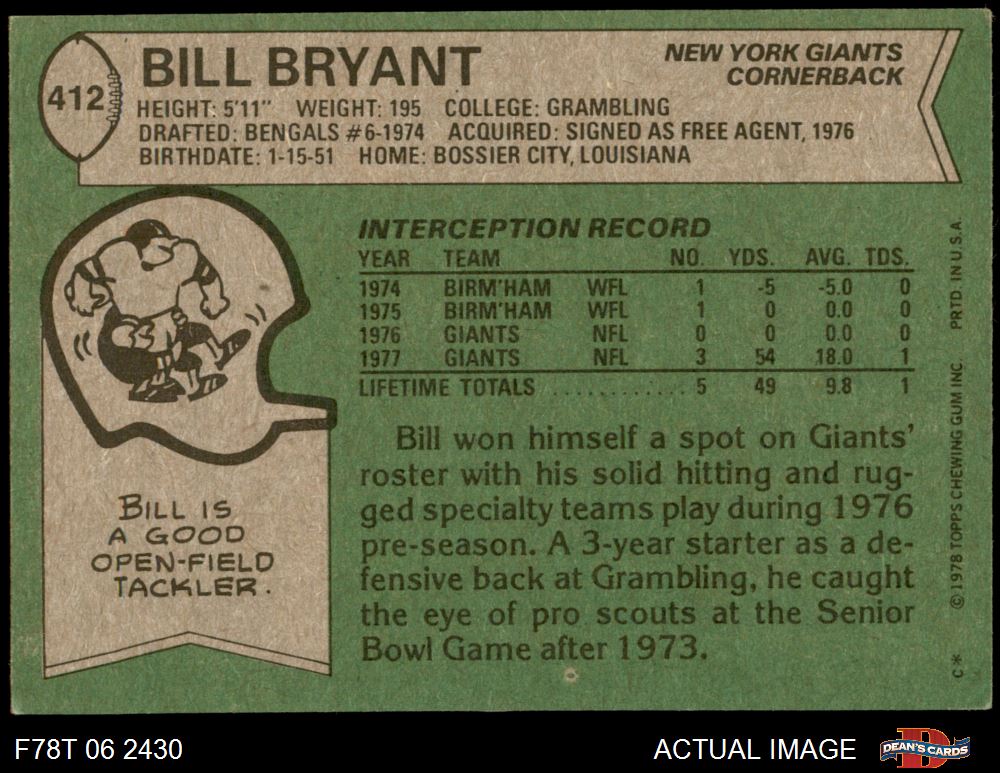 412
BILL BRYANT
NEW YORK GIANTS
CORNERBACK
HEIGHT: 5'11" WEIGHT: 195 COLLEGE: GRAMBLING
DRAFTED: BENGALS #6-1974 ACQUIRED: SIGNED AS FREE AGENT, 1976
BIRTHDATE: 1-15-51 HOME: BOSSIER CITY, LOUISIANA
INTERCEPTION RECORD
YEAR TEAM NO. YDS. AVG. TDS.
1974 BIRM'HAM WFL 1 -5 -5.0 0
1975 BIRM'HAM WFL 1 0 0.0 0
1976 GIANTS NFL 0 0 0.0 0
1977 GIANTS NFL 3 54 18.0 1
LIFETIME TOTALS . . . . . . . . . . . . 5 49 9.8 1
Bill won himself a spot on Giants'
roster with his solid hitting and rug-
ged specialty teams play during 1976
pre-season. A 3-year starter as a de-
fensive back at Grambling, he caught
the eye of pro scouts at the Senior
Bowl Game after 1973.
BILL IS
A GOOD
OPEN-FIELD
TACKLER.
C* © 1978 TOPPS CHEWING GUM INC. PRTD. IN U.S.A.
F78T 06 2430
ACTUAL IMAGE
D
DEAN'S CARDS